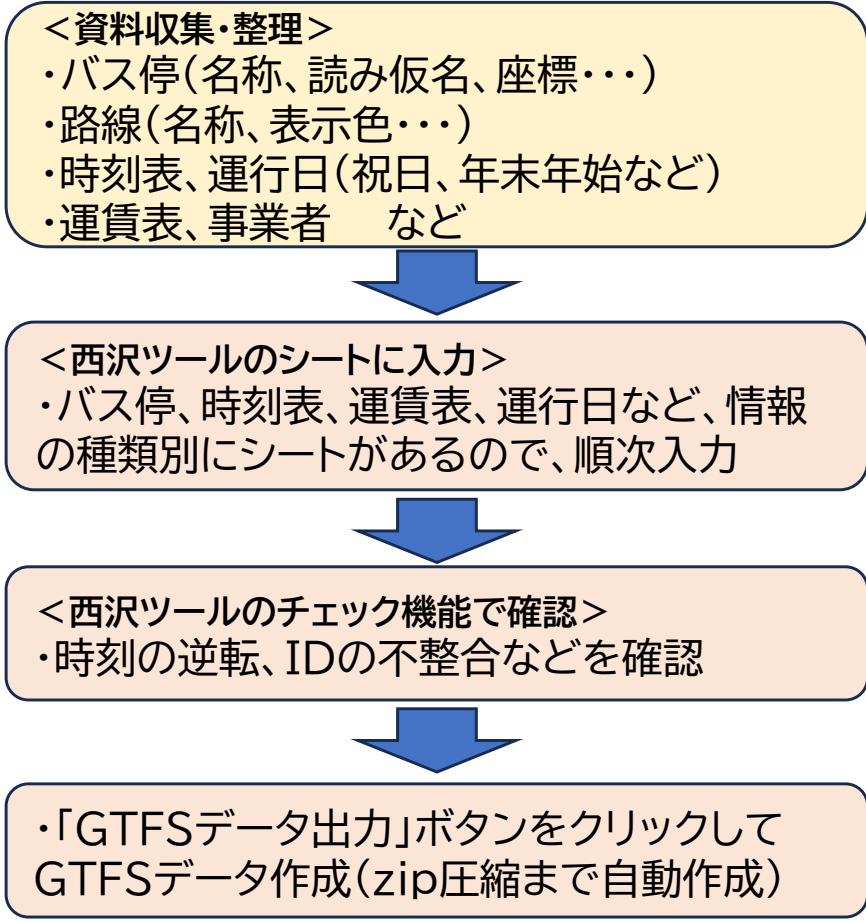 <資料収集・整理>
・バス停(名称、読み仮名、座標・・・)
・路線(名称、表示色・・・)
・時刻表、運行日(祝日、年末年始など)
・運賃表、事業者　など
<西沢ツールのシートに入力>
・バス停、時刻表、運賃表、運行日など、情報
の種類別にシートがあるので、順次入力
<西沢ツールのチェック機能で確認>
・時刻の逆転、IDの不整合などを確認
・「GTFSデータ出力」ボタンをクリックして
GTFSデータ作成(zip圧縮まで自動作成)